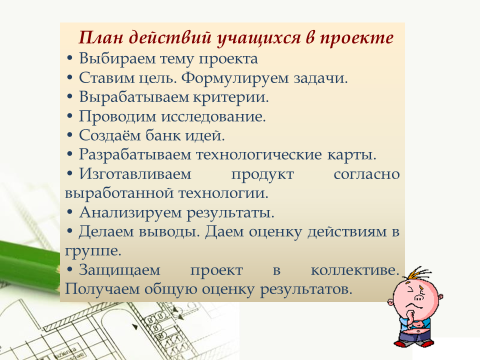 План действий учащихся в проекте
• Выбираем тему проекта
• Ставим цель. Формулируем задачи.
• Вырабатываем критерии.
• Проводим исследование.
• Создаём банк идей.
• Разрабатываем технологические карты.
• Изготавливаем продукт согласно
выработанной технологии.
• Анализируем результаты.
• Делаем выводы. Даем оценку действиям в
группе.
• Защищаем проект в коллективе.
Получаем общую оценку результатов.